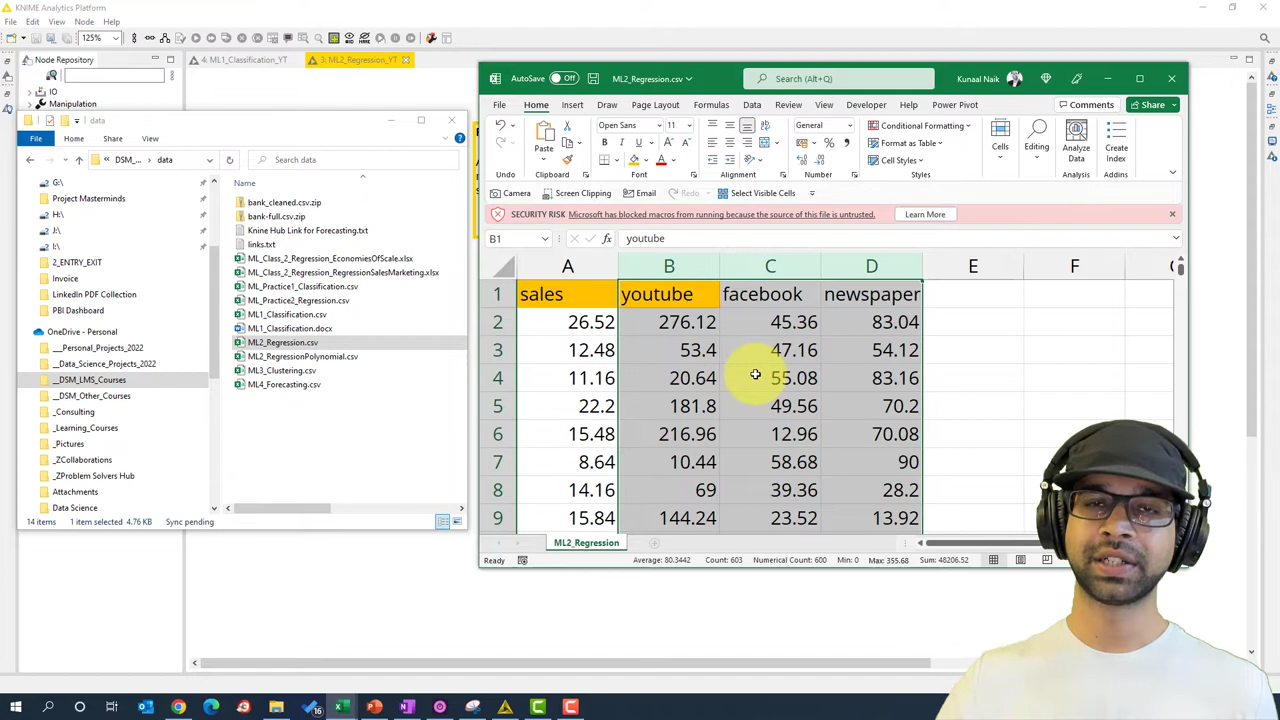 KNIME Analytics Platform
File Edit View Node Help
125%
Node Repository
IO
Manipulation
4: ML1_Classification_YT
3: ML2_Regression_YT
data
File Home Share View
DSM_... data
Search data
Name
G:\
Project Masterminds
H:\
J:\
I:\
2_ENTRY_EXIT
Invoice
LinkedIn PDF Collection
PBI Dashboard
OneDrive - Personal
__Personal_Projects_2022
__Data_Science_Projects_2022
__DSM_LMS_Courses
__DSM_Other_Courses
_Consulting
_Learning_Courses
_Pictures
_ZCollaborations
_ZProblem Solvers Hub
Attachments
Data Science
bank_cleaned.csv.zip
bank-full.csv.zip
Knine Hub Link for Forecasting.txt
links.txt
ML_Class_2_Regression_EconomiesOfScale.xlsx
ML_Class_2_Regression_RegressionSalesMarketing.xlsx
ML_Practice1_Classification.csv
ML_Practice2_Regression.csv
ML1_Classification.csv
ML1_Classification.docx
ML2_Regression.csv
ML2_RegressionPolynomial.csv
ML3_Clustering.csv
ML4_Forecasting.csv
14 items 1 item selected 4.76 KB Sync pending
AutoSave Off ML2_Regression.csv Search (Alt+Q) Kunaal Naik
File Home Insert Draw Page Layout Formulas Data Review View Developer Help Power Pivot Comments Share
Paste
Clipboard
Open Sans 11
B I U
Font
Alignment
General
Number
Conditional Formatting
Format as Table
Cell Styles
Styles
Cells
Editing
Analyze Data
Analysis
Create Index
Addins
Camera Screen Clipping Email Redo Select Visible Cells
SECURITY RISK Microsoft has blocked macros from running because the source of this file is untrusted. Learn More
B1 fx youtube
A B C D E F
1 sales youtube facebook newspaper
2 26.52 276.12 45.36 83.04
3 12.48 53.4 47.16 54.12
4 11.16 20.64 55.08 83.16
5 22.2 181.8 49.56 70.2
6 15.48 216.96 12.96 70.08
7 8.64 10.44 58.68 90
8 14.16 69 39.36 28.2
9 15.84 144.24 23.52 13.92
ML2_Regression
Ready Average: 80.3442 Count: 603 Numerical Count: 600 Min: 0 Max: 355.68 Sum: 48206.52
16